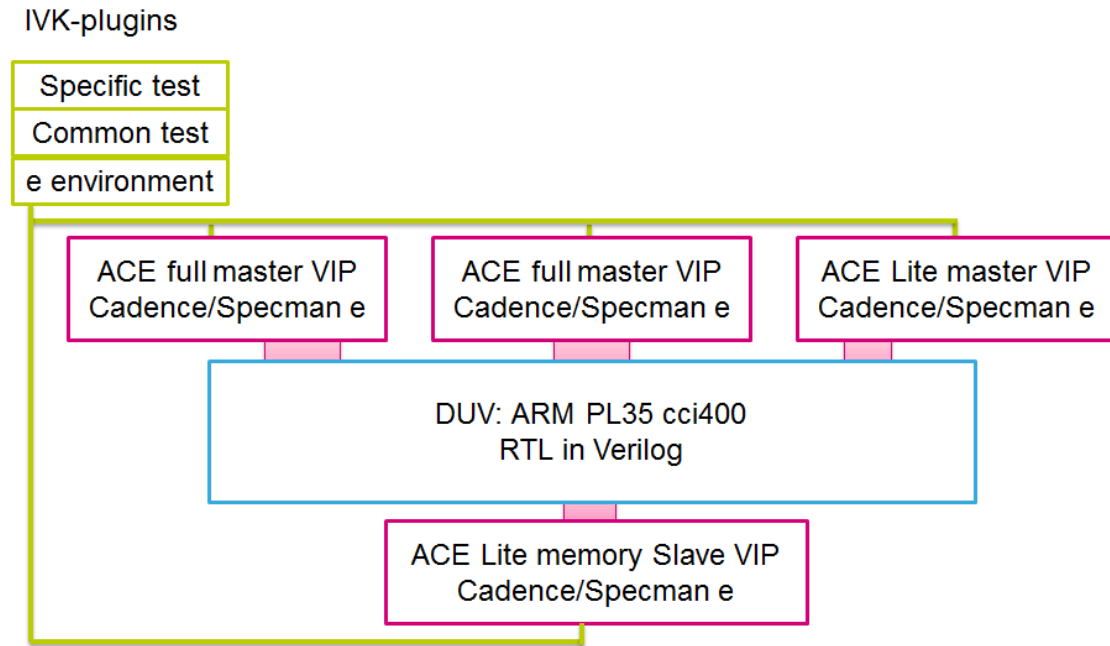 IVK-plugins
Specific test
Common test
e environment
ACE full master VIP
Cadence/Specman e
ACE full master VIP
Cadence/Specman e
ACE Lite master VIP
Cadence/Specman e
DUV: ARM PL35 cci400
RTL in Verilog
ACE Lite memory Slave VIP
Cadence/Specman e